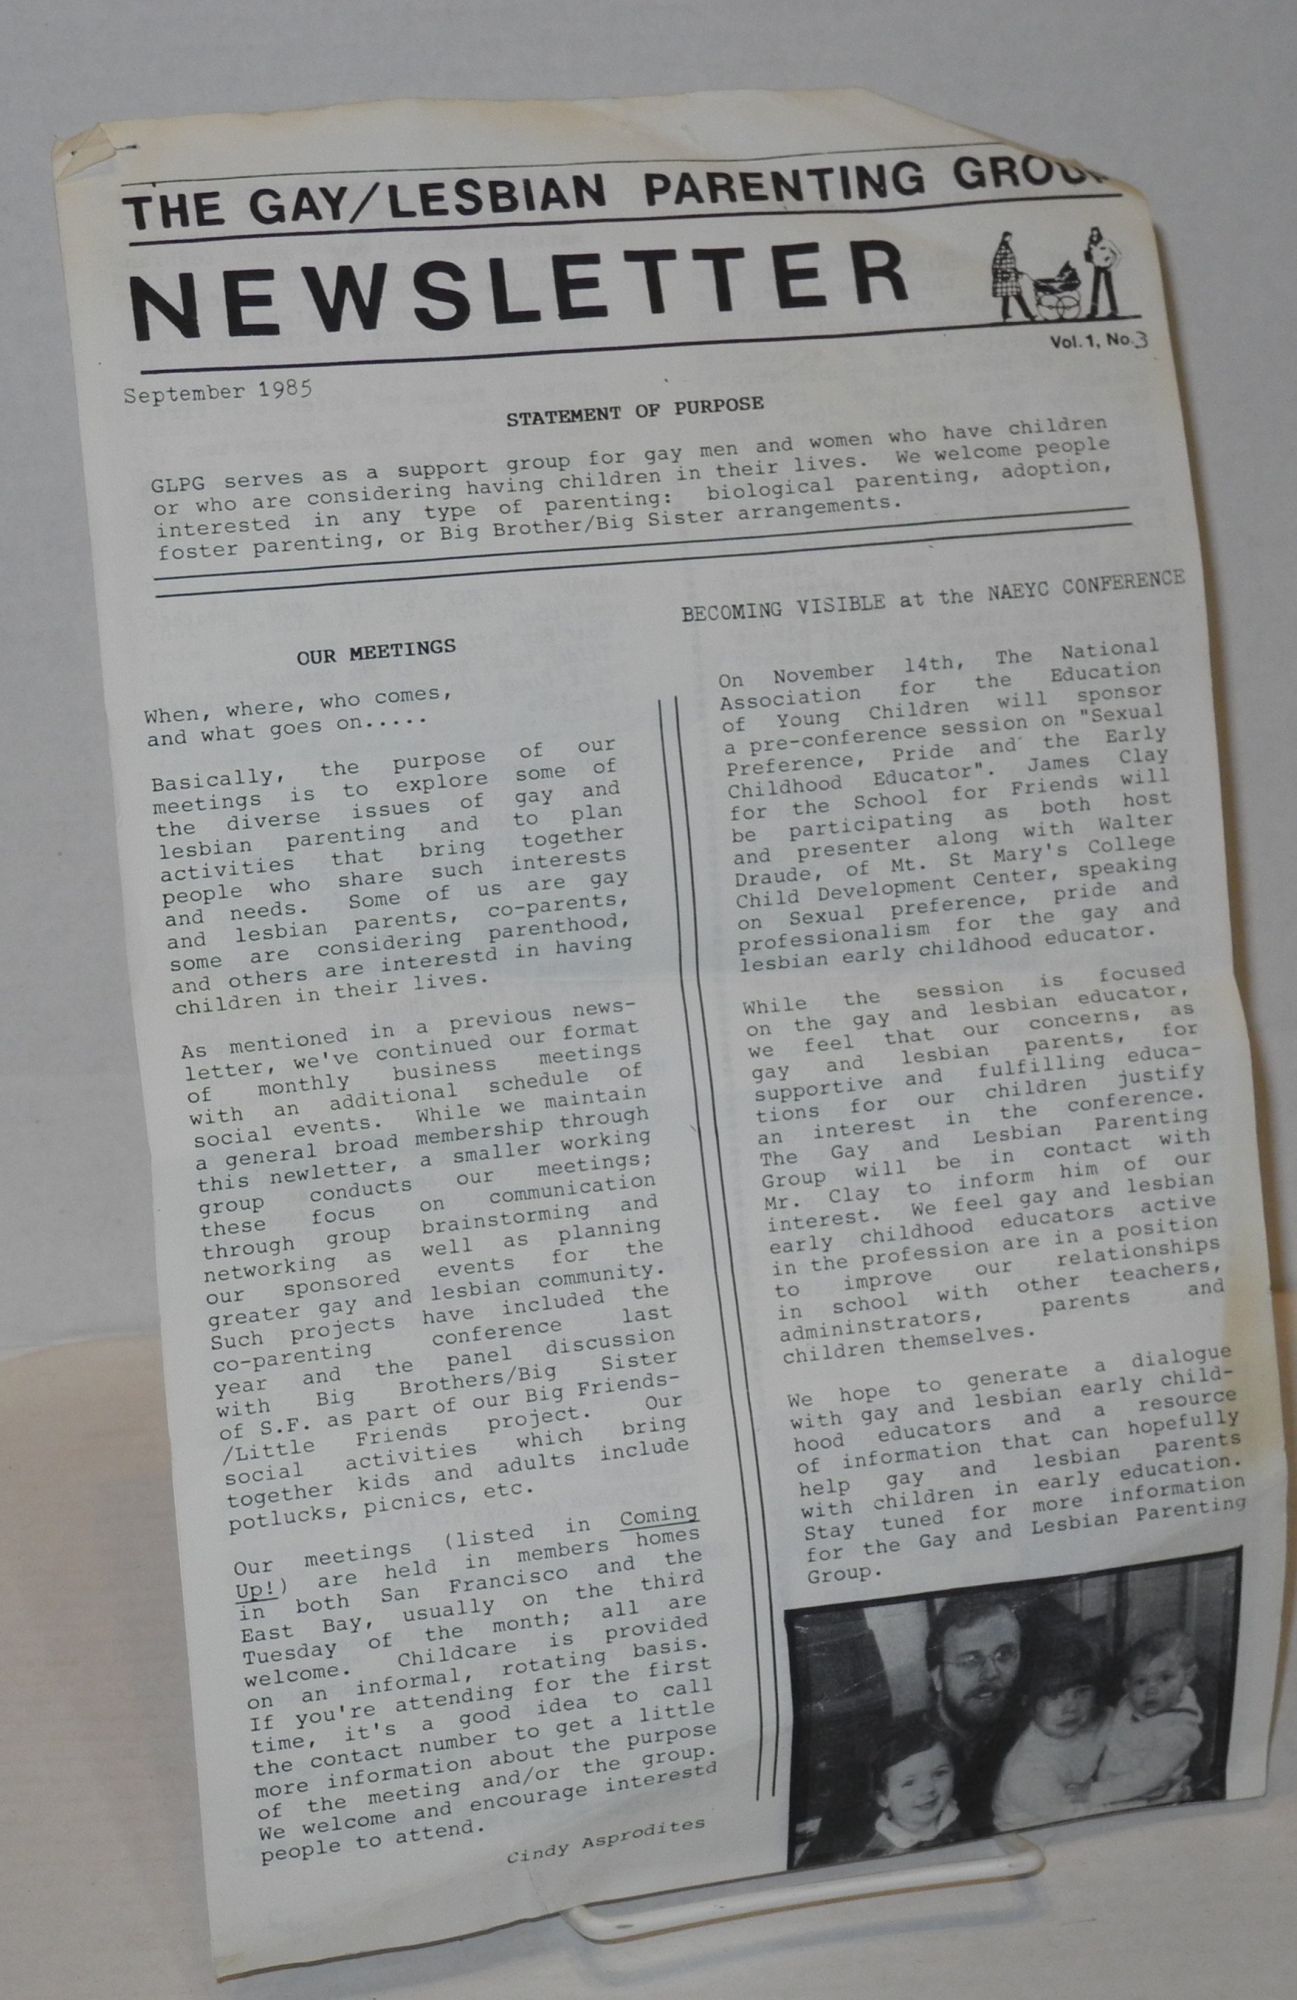 THE GAY/LESBIAN PARENTING GROUP
NEWSLETTER
Vol.1, No.3
September 1985
STATEMENT OF PURPOSE
GLPG serves as a support group for gay men and women who have children
or who are considering having children in their lives. We welcome people
interested in any type of parenting: biological parenting, adoption,
foster parenting, or Big Brother/Big Sister arrangements.
OUR MEETINGS
When, where, who comes,
and what goes on.....
Basically, the purpose of our
meetings is to explore some of
the diverse issues of gay and
lesbian parenting and to plan
activities that bring together
people who share such interests
and needs. Some of us are gay
and lesbian parents, co-parents,
some are considering parenthood,
and others are interestd in having
children in their lives.
As mentioned in a previous news-
letter, we've continued our format
of monthly business meetings
with an additional schedule of
social events. While we maintain
a general broad membership through
this newletter, a smaller working
group conducts our meetings;
these focus on communication
through group brainstorming and
networking as well as planning
our sponsored events for the
greater gay and lesbian community.
Such projects have included the
co-parenting conference last
year and the panel discussion
with Big Brothers/Big Sister
of S.F. as part of our Big Friends-
/Little Friends project. Our
social activities which bring
together kids and adults include
potlucks, picnics, etc.
Our meetings (listed in Coming
Up!) are held in members homes
in both San Francisco and the
East Bay, usually on the third
Tuesday of the month; all are
welcome. Childcare is provided
on an informal, rotating basis.
If you're attending for the first
time, it's a good idea to call
the contact number to get a little
more information about the purpose
of the meeting and/or the group.
We welcome and encourage interestd
people to attend.
Cindy Asprodites
BECOMING VISIBLE at the NAEYC CONFERENCE
On November 14th, The National
Association for the Education
of Young Children will sponsor
a pre-conference session on "Sexual
Preference, Pride and the Early
Childhood Educator". James Clay
for the School for Friends will
be participating as both host
and presenter along with Walter
Draude, of Mt. St Mary's College
Child Development Center, speaking
on Sexual preference, pride and
professionalism for the gay and
lesbian early childhood educator.
While the session is focused
on the gay and lesbian educator,
we feel that our concerns, as
gay and lesbian parents, for
supportive and fulfilling educa-
tions for our children justify
an interest in the conference.
The Gay and Lesbian Parenting
Group will be in contact with
Mr. Clay to inform him of our
interest. We feel gay and lesbian
early childhood educators active
in the profession are in a position
to improve our relationships
in school with other teachers,
admininstrators, parents and
children themselves.
We hope to generate a dialogue
with gay and lesbian early child-
hood educators and a resource
of information that can hopefully
help gay and lesbian parents
with children in early education.
Stay tuned for more information
for the Gay and Lesbian Parenting
Group.